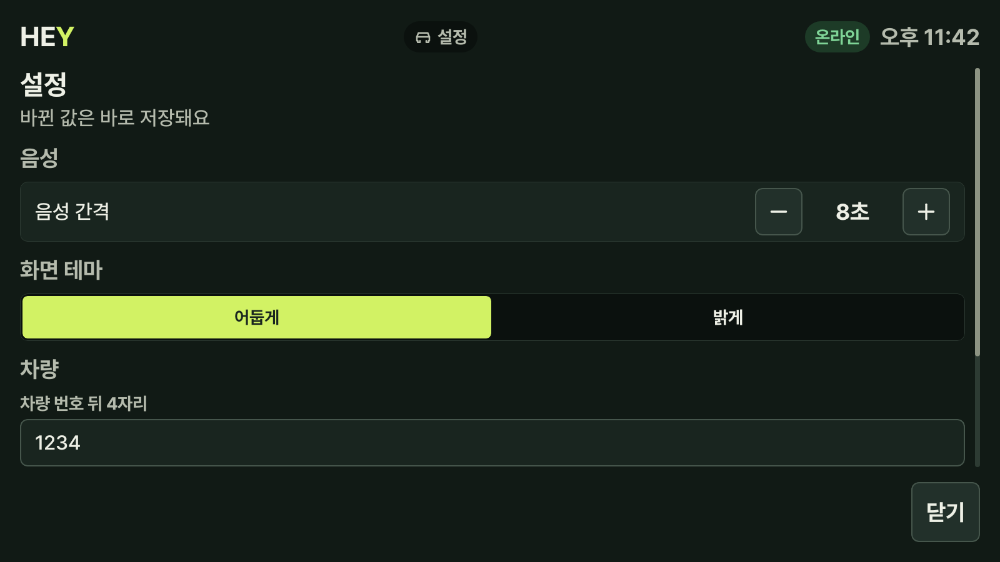 HEY
설정
온라인
오후 11:42
설정
바뀐 값은 바로 저장돼요
음성
음성 간격
−
8초
+
화면 테마
어둡게
밝게
차량
차량 번호 뒤 4자리
1234
닫기